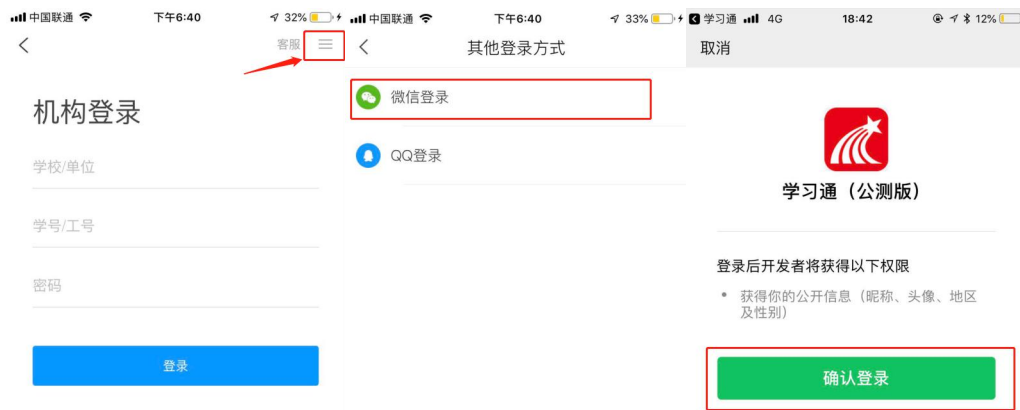 中国联通 下午6:40 32%
客服
机构登录
学校/单位
学号/工号
密码
登录
中国联通 下午6:40 33%
其他登录方式
微信登录
QQ登录
学习通 4G 18:42 12%
取消
学习通（公测版）
登录后开发者将获得以下权限
• 获得你的公开信息（昵称、头像、地区
及性别）
确认登录